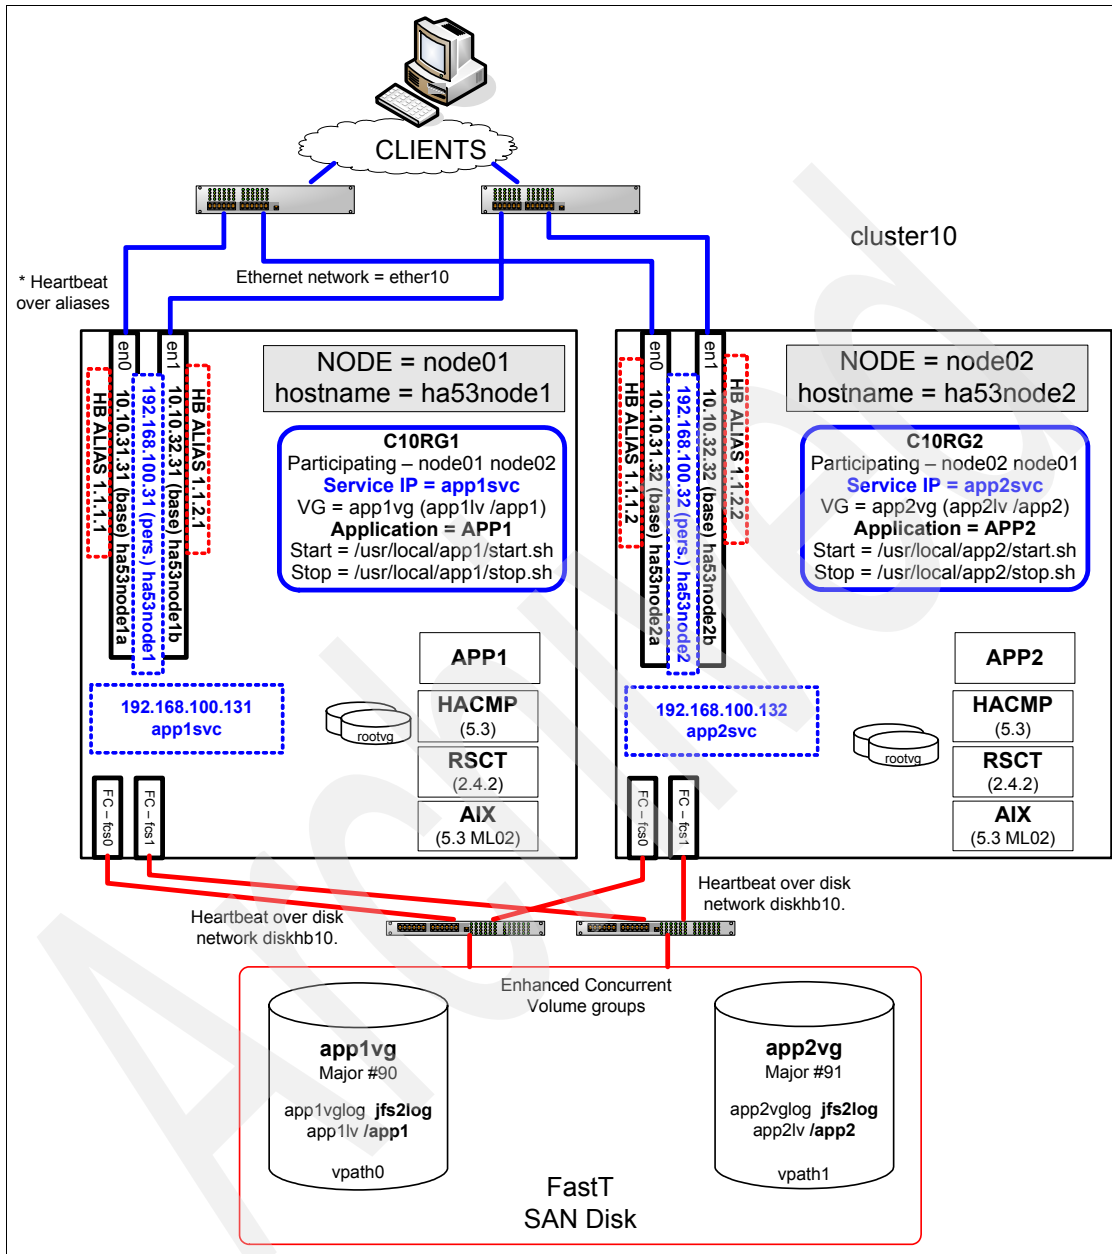 CLIENTS
cluster10
* Heartbeat
over aliases
Ethernet network = ether10
en0
en1
HB ALIAS 1.1.1.1
10.10.31.31 (base) ha53node1a
192.168.100.31 (pers.) ha53node1
10.10.32.31 (base) ha53node1b
HB ALIAS 1.1.2.1
NODE = node01
hostname = ha53node1
C10RG1
Participating – node01 node02
Service IP = app1svc
VG = app1vg (app1lv /app1)
Application = APP1
Start = /usr/local/app1/start.sh
Stop = /usr/local/app1/stop.sh
192.168.100.131
app1svc
rootvg
APP1
HACMP
(5.3)
RSCT
(2.4.2)
AIX
(5.3 ML02)
FC – fcs0
FC – fcs1
en0
en1
HB ALIAS 1.1.1.2
10.10.31.32 (base) ha53node2a
192.168.100.32 (pers.) ha53node2
10.10.32.32 (base) ha53node2b
HB ALIAS 1.1.2.2
NODE = node02
hostname = ha53node2
C10RG2
Participating – node02 node01
Service IP = app2svc
VG = app2vg (app2lv /app2)
Application = APP2
Start = /usr/local/app2/start.sh
Stop = /usr/local/app2/stop.sh
192.168.100.132
app2svc
rootvg
APP2
HACMP
(5.3)
RSCT
(2.4.2)
AIX
(5.3 ML02)
FC – fcs0
FC – fcs1
Heartbeat over disk
network diskhb10.
Heartbeat over disk
network diskhb10.
Enhanced Concurrent
Volume groups
app1vg
Major #90
app1vglog jfs2log
app1lv /app1
vpath0
app2vg
Major #91
app2vglog jfs2log
app2lv /app2
vpath1
FastT
SAN Disk
Archived